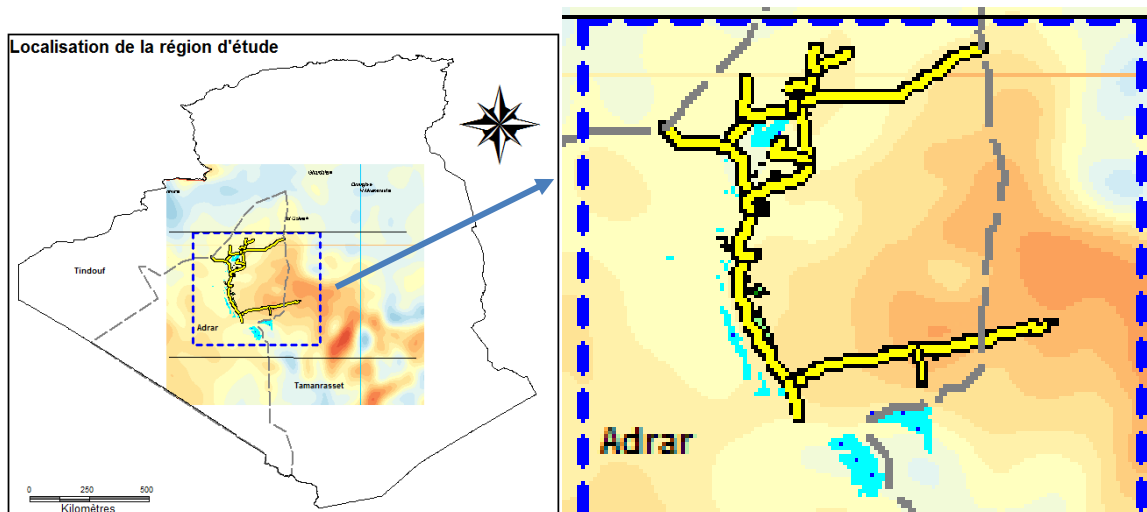 Localisation de la région d'étude
Tindouf
Adrar
Tamanrasset
0 250 500
Kilomètres
Adrar